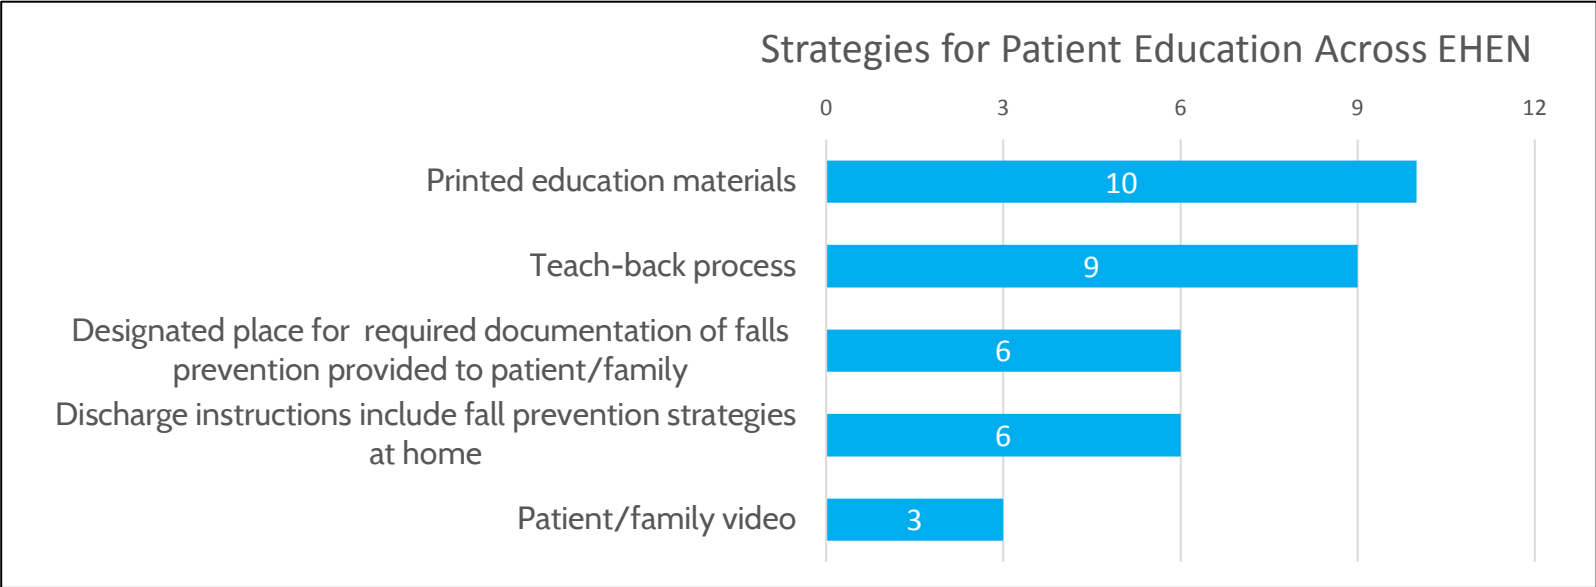 Strategies for Patient Education Across EHEN
0 3 6 9 12
Printed education materials 10
Teach-back process 9
Designated place for required documentation of falls
prevention provided to patient/family
6
Discharge instructions include fall prevention strategies
at home
6
Patient/family video 3